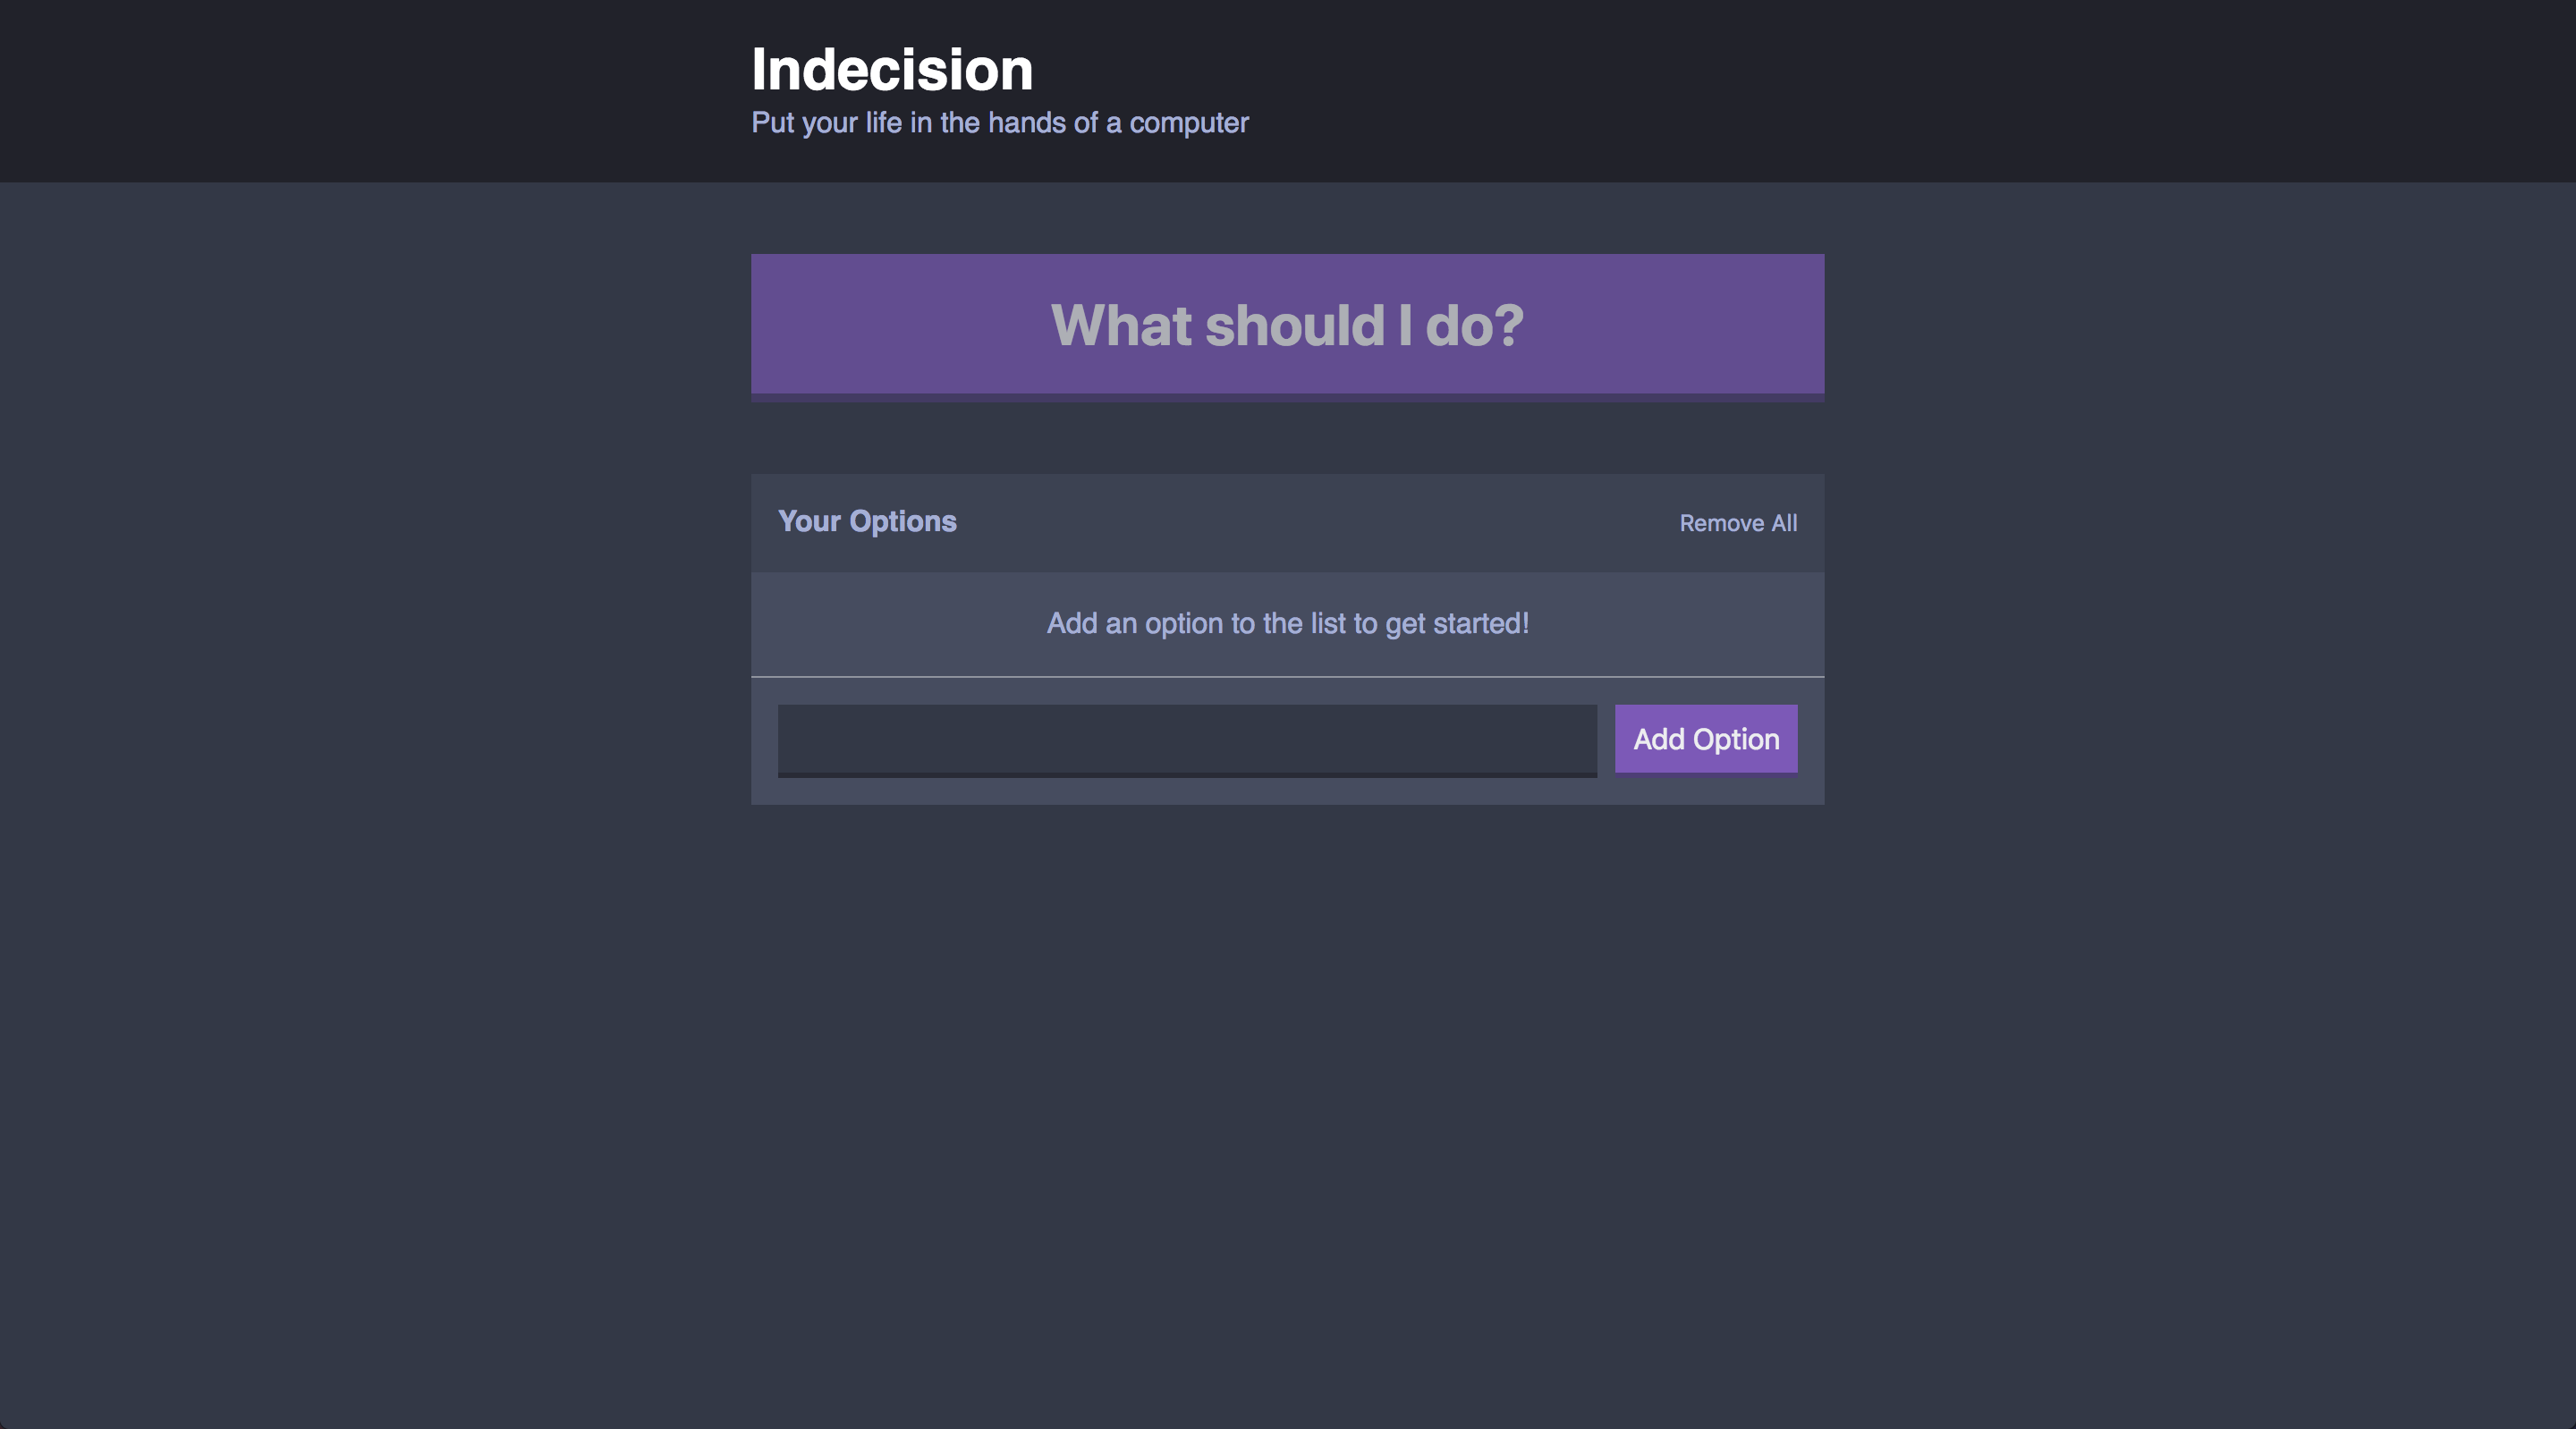 Indecision
Put your life in the hands of a computer
What should I do?
Your Options
Remove All
Add an option to the list to get started!
Add Option